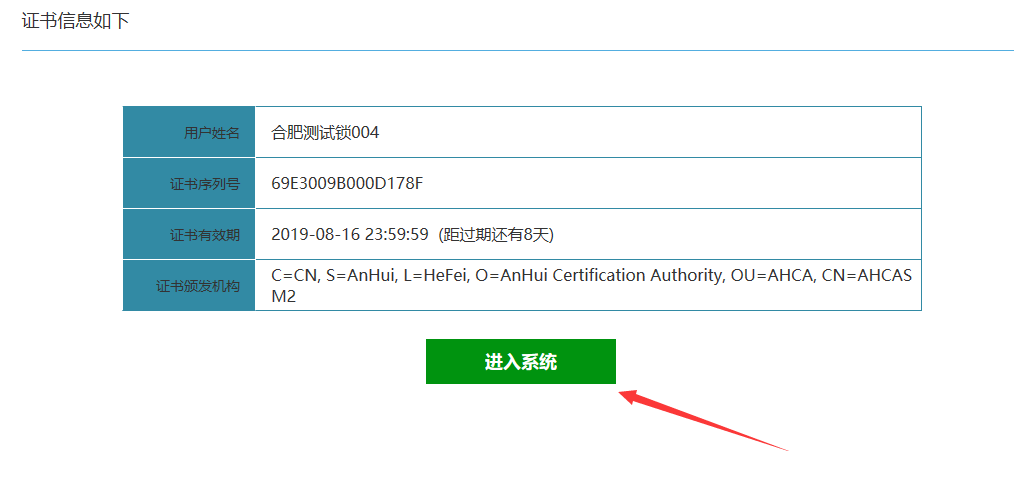 证书信息如下
用户姓名 合肥测试锁004
证书序列号 69E3009B000D178F
证书有效期 2019-08-16 23:59:59 (距过期还有8天)
证书颁发机构 C=CN, S=AnHui, L=HeFei, O=AnHui Certification Authority, OU=AHCA, CN=AHCAS
M2
进入系统